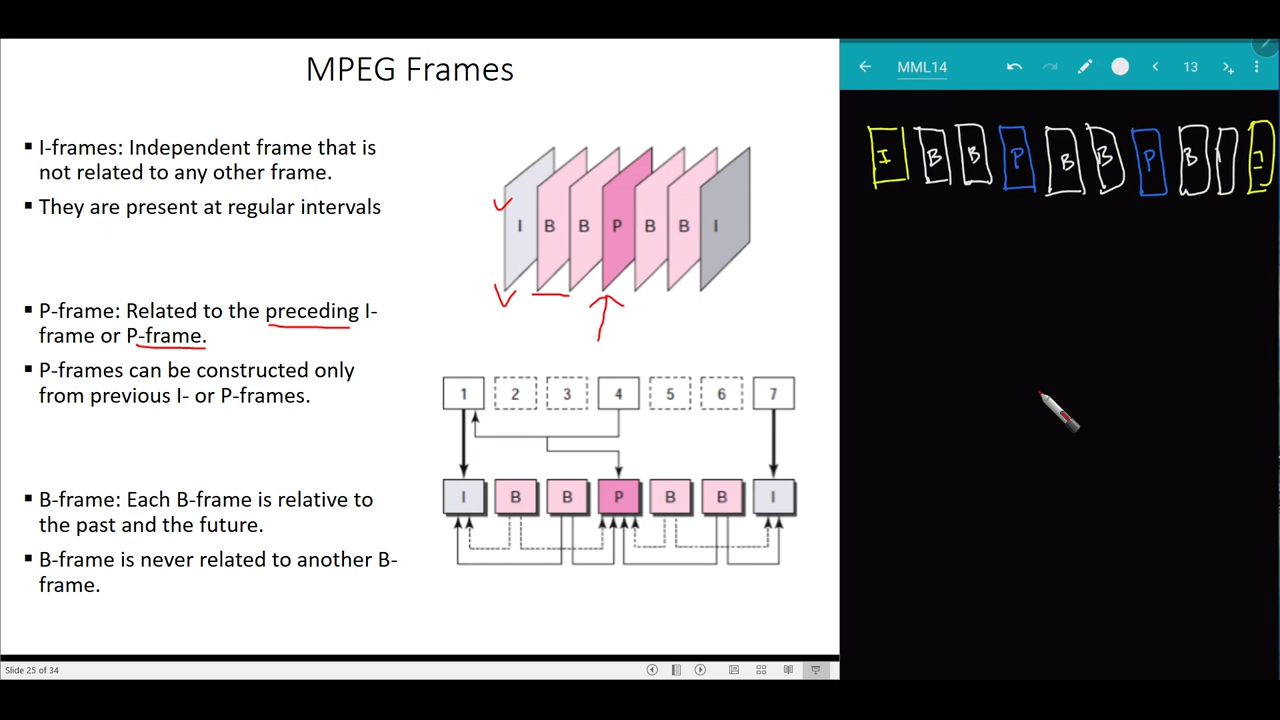 MPEG Frames
▪ I-frames: Independent frame that is
not related to any other frame.
▪ They are present at regular intervals
▪ P-frame: Related to the preceding I-
frame or P-frame.
▪ P-frames can be constructed only
from previous I- or P-frames.
▪ B-frame: Each B-frame is relative to
the past and the future.
▪ B-frame is never related to another B-
frame.
I B B P B B I
1 2 3 4 5 6 7
I B B P B B I
Slide 25 of 34
MML14 13
I B B P B B P B I